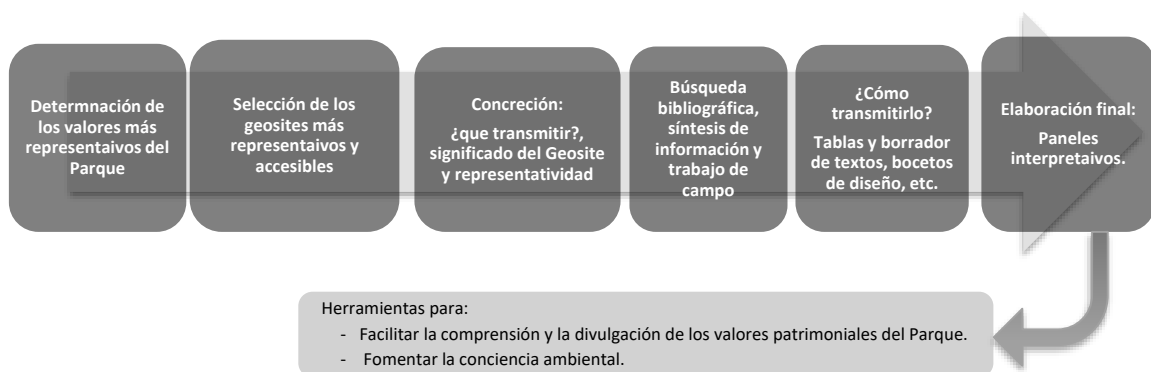 Determnación de
los valores más
representaivos del
Parque
Selección de los
geosites más
representaivos y
accesibles
Concreción:
¿que transmitir?,
significado del Geosite
y representatividad
Búsqueda
bibliográfica,
síntesis de
información y
trabajo de
campo
¿Cómo
transmitirlo?
Tablas y borrador
de textos, bocetos
de diseño, etc.
Elaboración final:
Paneles
interpretaivos.
Herramientas para:
- Facilitar la comprensión y la divulgación de los valores patrimoniales del Parque.
- Fomentar la conciencia ambiental.